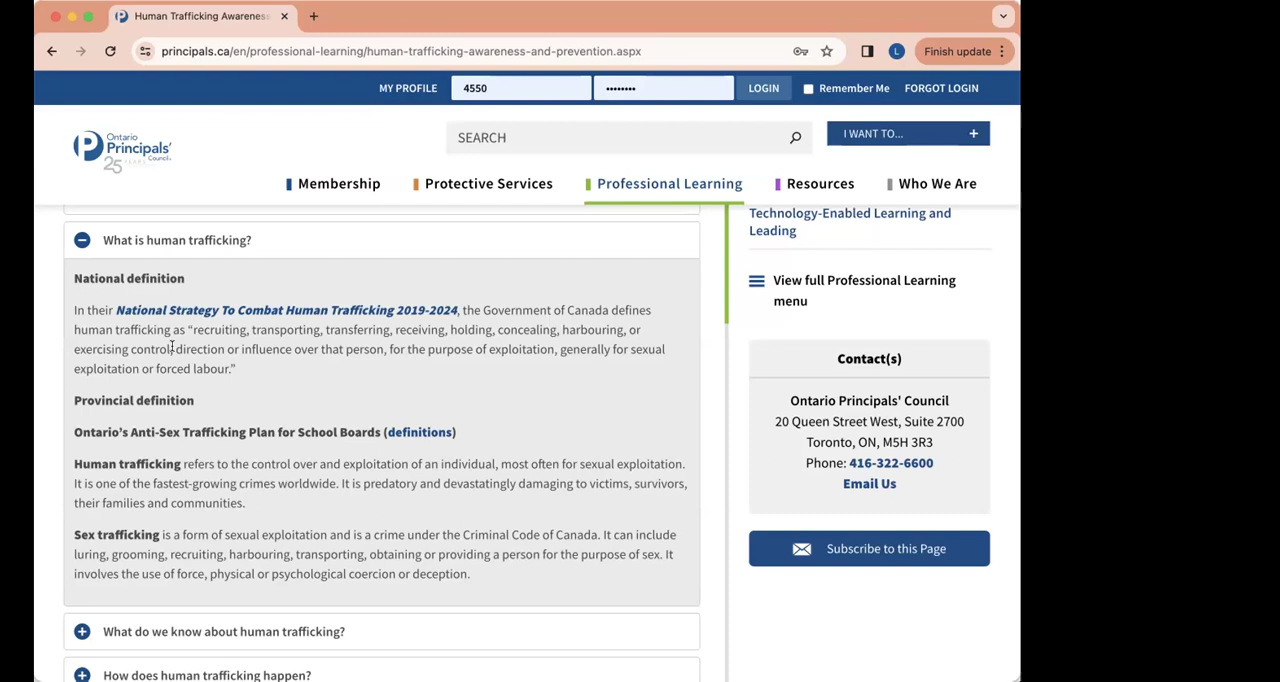 Human Trafficking Awareness
principals.ca/en/professional-learning/human-trafficking-awareness-and-prevention.aspx
L
Finish update
MY PROFILE
4550
••••••••
LOGIN
Remember Me
FORGOT LOGIN
Ontario
Principals'
Council
25 YEARS
SEARCH
I WANT TO...
+
Membership
Protective Services
Professional Learning
Resources
Who We Are
What is human trafficking?
National definition
In their National Strategy To Combat Human Trafficking 2019-2024, the Government of Canada defines
human trafficking as “recruiting, transporting, transferring, receiving, holding, concealing, harbouring, or
exercising control, direction or influence over that person, for the purpose of exploitation, generally for sexual
exploitation or forced labour.”
Provincial definition
Ontario’s Anti-Sex Trafficking Plan for School Boards (definitions)
Human trafficking refers to the control over and exploitation of an individual, most often for sexual exploitation.
It is one of the fastest-growing crimes worldwide. It is predatory and devastatingly damaging to victims, survivors,
their families and communities.
Sex trafficking is a form of sexual exploitation and is a crime under the Criminal Code of Canada. It can include
luring, grooming, recruiting, harbouring, transporting, obtaining or providing a person for the purpose of sex. It
involves the use of force, physical or psychological coercion or deception.
What do we know about human trafficking?
How does human trafficking happen?
Technology-Enabled Learning and
Leading
View full Professional Learning
menu
Contact(s)
Ontario Principals' Council
20 Queen Street West, Suite 2700
Toronto, ON, M5H 3R3
Phone: 416-322-6600
Email Us
Subscribe to this Page